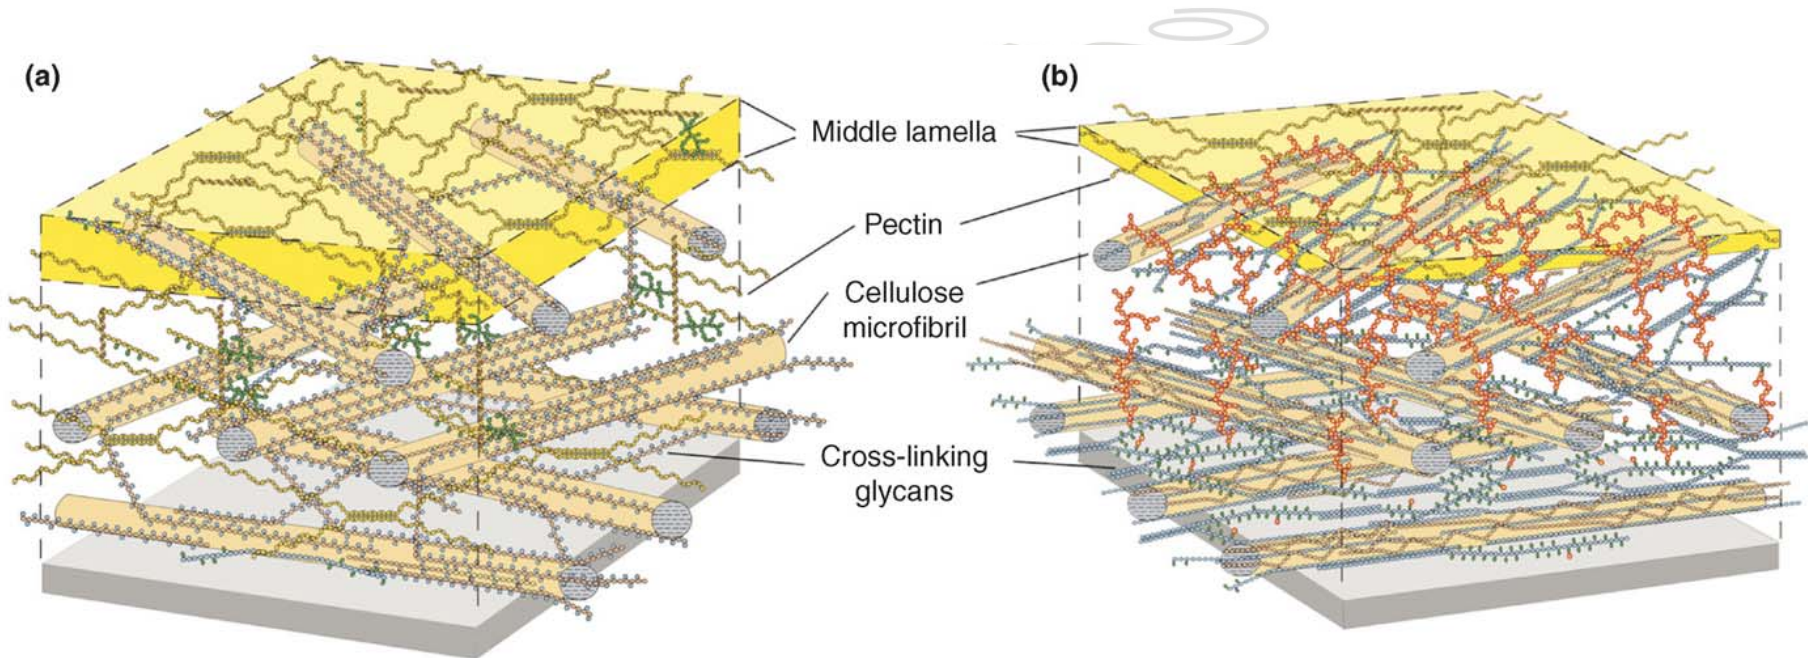 (a)
(b)
Middle lamella
Pectin
Cellulose
microfibril
Cross-linking
glycans